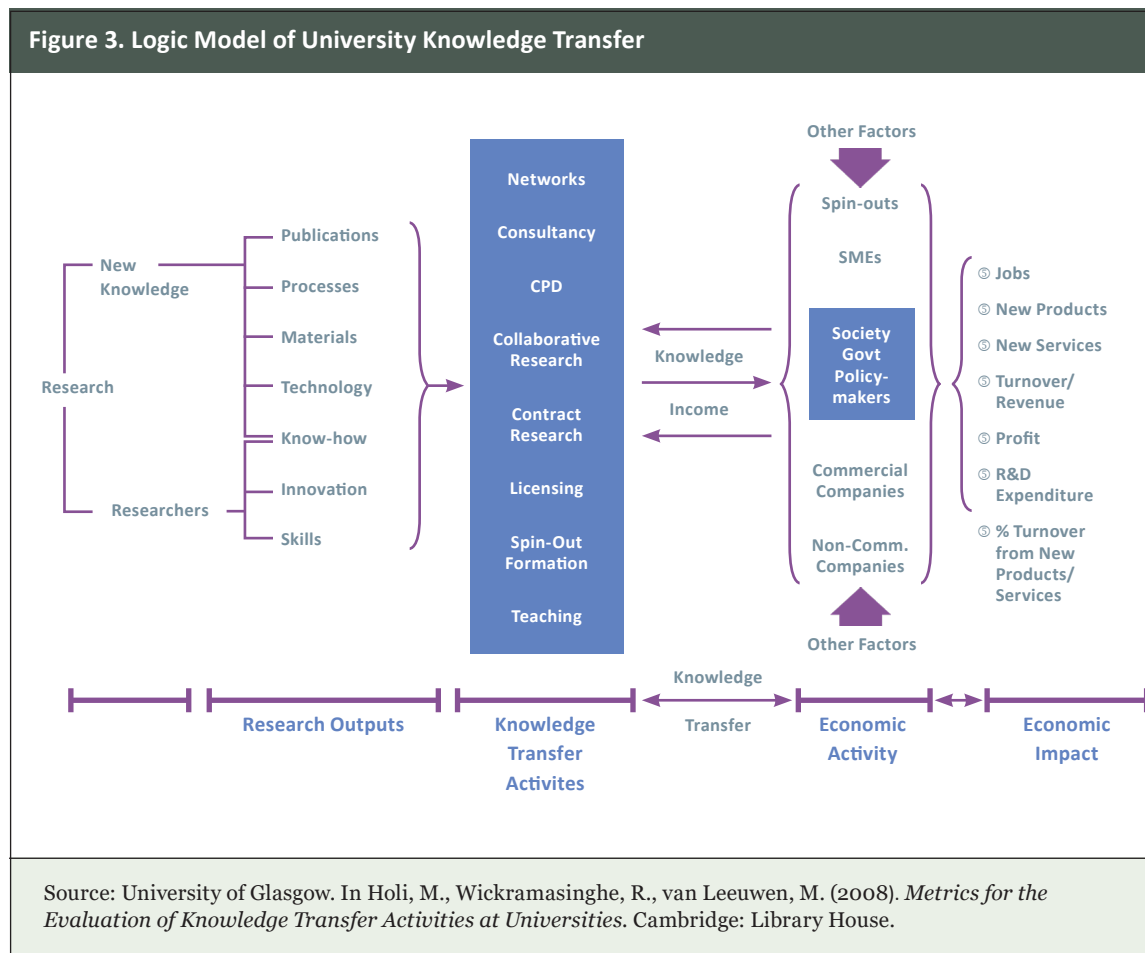 Figure 3. Logic Model of University Knowledge Transfer
Research
New
Knowledge
Researchers
Publications
Processes
Materials
Technology
Know-how
Innovation
Skills
Networks
Consultancy
CPD
Collaborative
Research
Contract
Research
Licensing
Spin-Out
Formation
Teaching
Knowledge
Income
Other Factors
Spin-outs
SMEs
Society
Govt
Policy-
makers
Commercial
Companies
Non-Comm.
Companies
Other Factors
Ⓢ Jobs
Ⓢ New Products
Ⓢ New Services
Ⓢ Turnover/
Revenue
Ⓢ Profit
Ⓢ R&D
Expenditure
Ⓢ % Turnover
from New
Products/
Services
Research Outputs
Knowledge
Transfer
Activites
Knowledge
Transfer
Economic
Activity
Economic
Impact
Source: University of Glasgow. In Holi, M., Wickramasinghe, R., van Leeuwen, M. (2008). Metrics for the
Evaluation of Knowledge Transfer Activities at Universities. Cambridge: Library House.